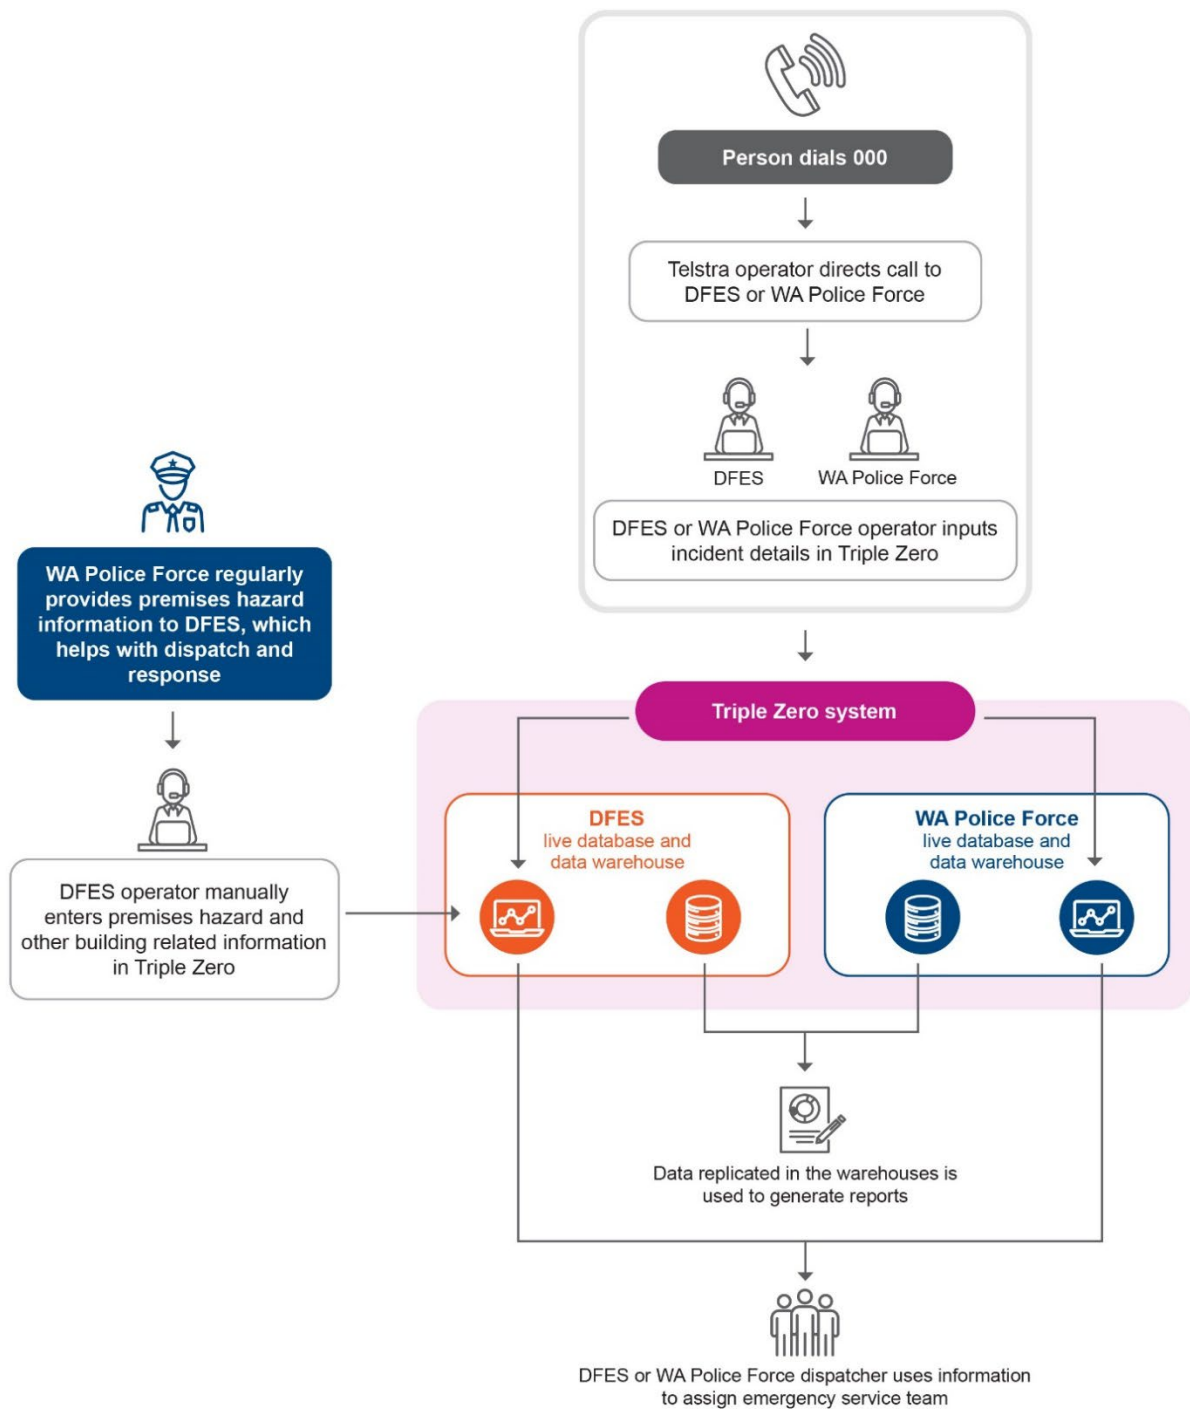 Person dials 000
Telstra operator directs call to
DFES or WA Police Force
DFES
WA Police Force
DFES or WA Police Force operator inputs
incident details in Triple Zero
WA Police Force regularly
provides premises hazard
information to DFES, which
helps with dispatch and
response
DFES operator manually
enters premises hazard and
other building related information
in Triple Zero
Triple Zero system
DFES
live database and
data warehouse
WA Police Force
live database and
data warehouse
Data replicated in the warehouses is
used to generate reports
DFES or WA Police Force dispatcher uses information
to assign emergency service team